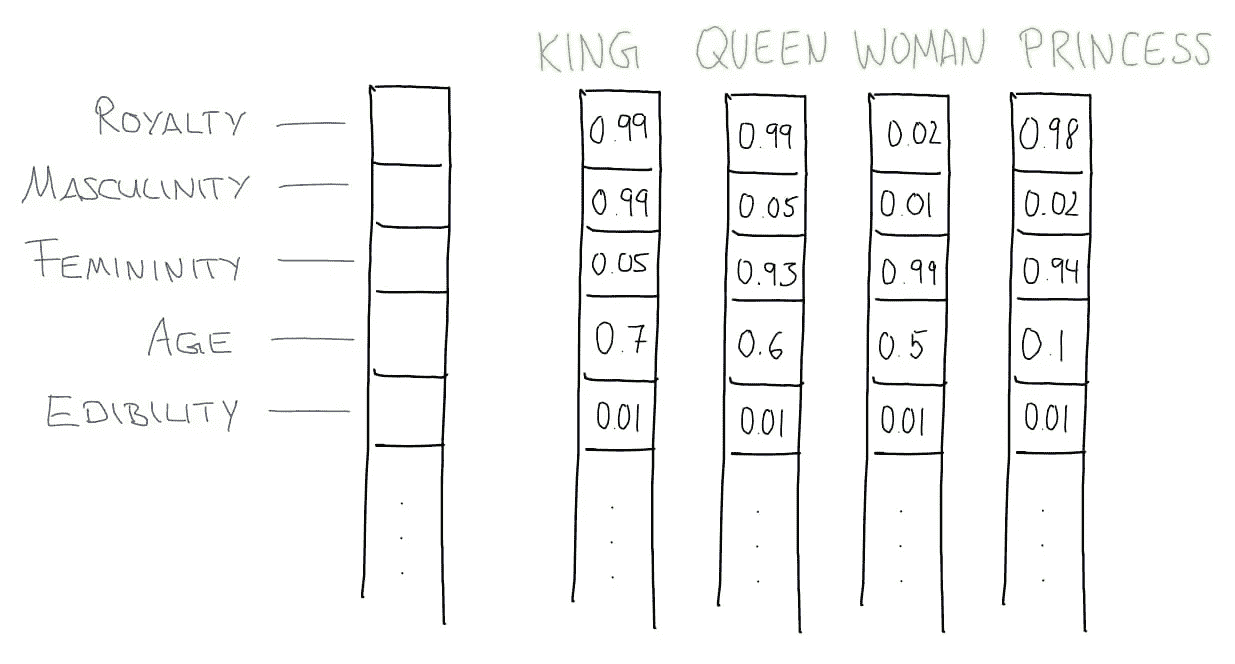 KING QUEEN WOMAN PRINCESS
ROYALTY 0.99 0.99 0.02 0.98
MASCULINITY 0.99 0.05 0.01 0.02
FEMININITY 0.05 0.93 0.99 0.94
AGE 0.7 0.6 0.5 0.1
EDIBILITY 0.01 0.01 0.01 0.01